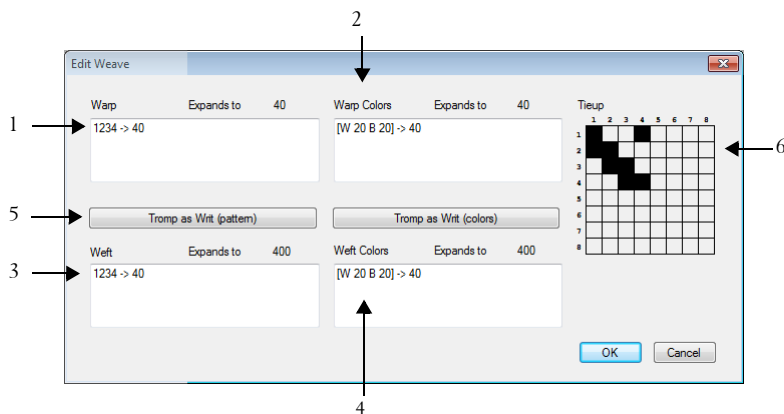 2
Edit Weave
Warp Expands to 40 Warp Colors Expands to 40 Tieup
1 2 3 4 5 6 7 8
1 1234 -> 40 [W 20 B 20] -> 40 1
2 6
3
4
5 Tromp as Writ (pattern) Tromp as Writ (colors) 5
6
7
Weft Expands to 400 Weft Colors Expands to 400 8
3 1234 -> 40 [W 20 B 20] -> 40
OK Cancel
4